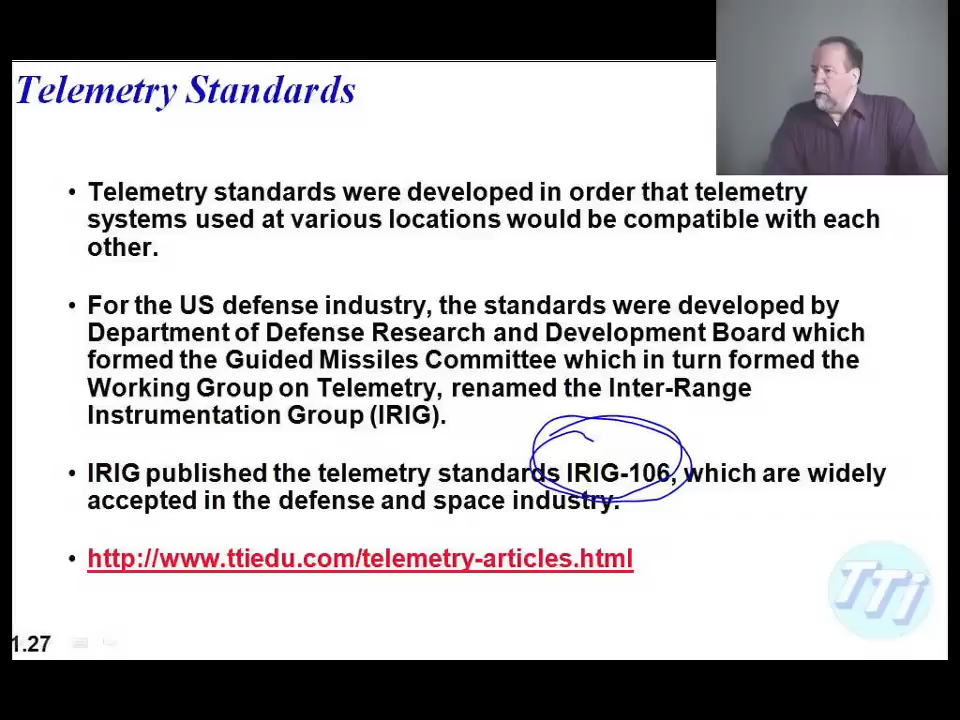 Telemetry Standards
• Telemetry standards were developed in order that telemetry
systems used at various locations would be compatible with each
other.
• For the US defense industry, the standards were developed by
Department of Defense Research and Development Board which
formed the Guided Missiles Committee which in turn formed the
Working Group on Telemetry, renamed the Inter-Range
Instrumentation Group (IRIG).
• IRIG published the telemetry standards IRIG-106, which are widely
accepted in the defense and space industry.
• http://www.ttiedu.com/telemetry-articles.html
TTi
1.27